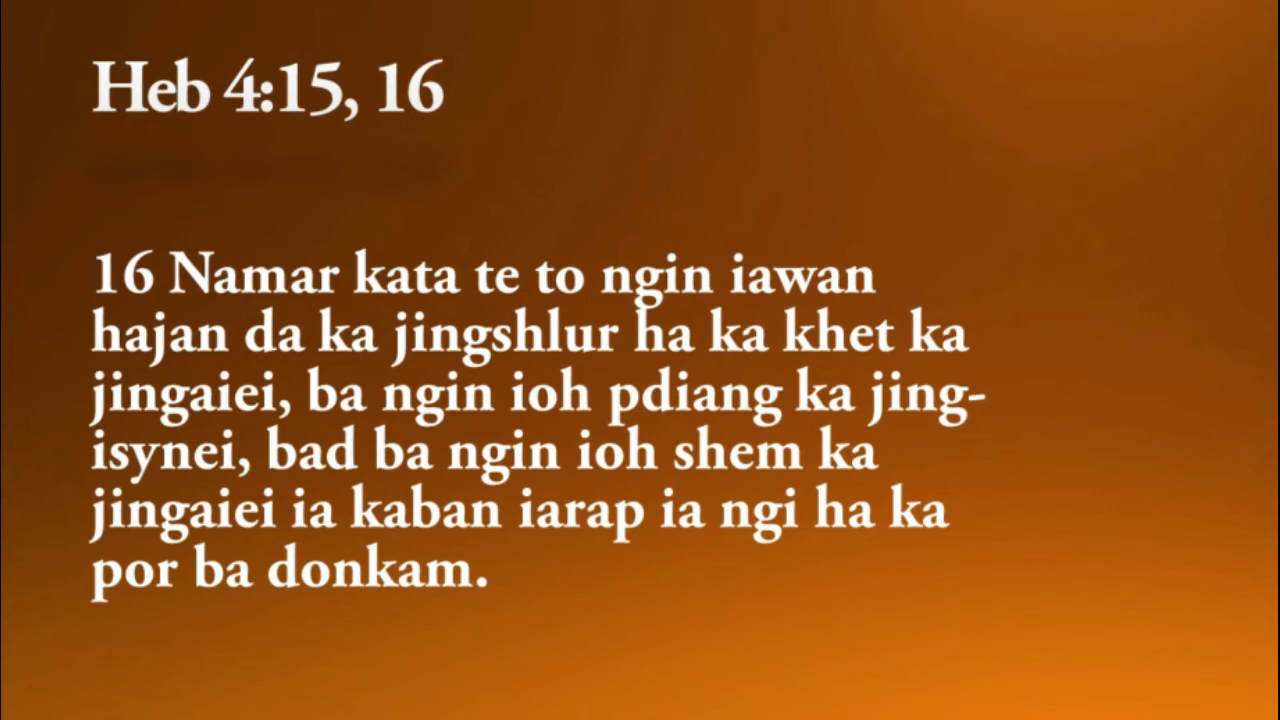 Heb 4:15, 16
16 Namar kata te to ngin iawan
hajan da ka jingshlur ha ka khet ka
jingaiei, ba ngin ioh pdiang ka jing-
isynei, bad ba ngin ioh shem ka
jingaiei ia kaban iarap ia ngi ha ka
por ba donkam.